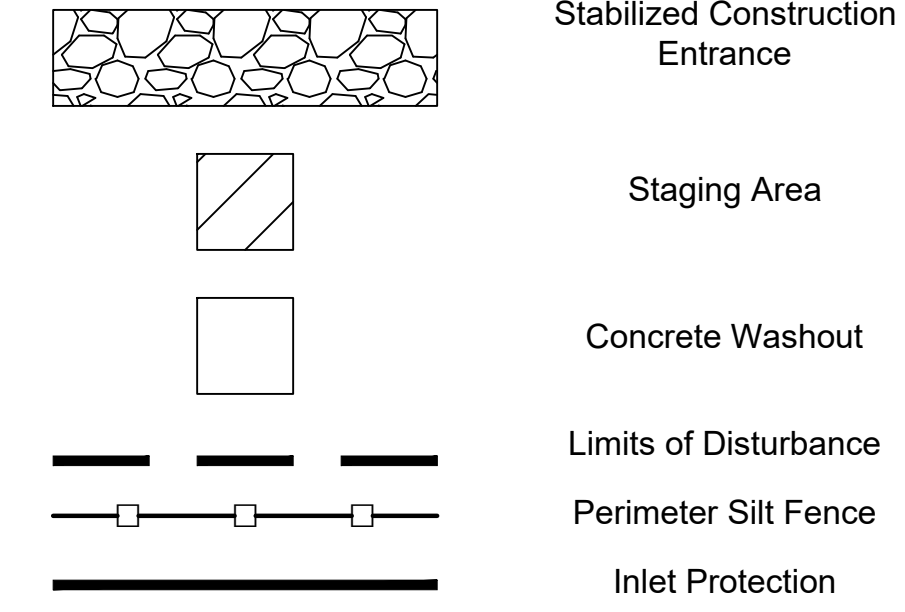 Stabilized Construction
Entrance
Staging Area
Concrete Washout
Limits of Disturbance
Perimeter Silt Fence
Inlet Protection